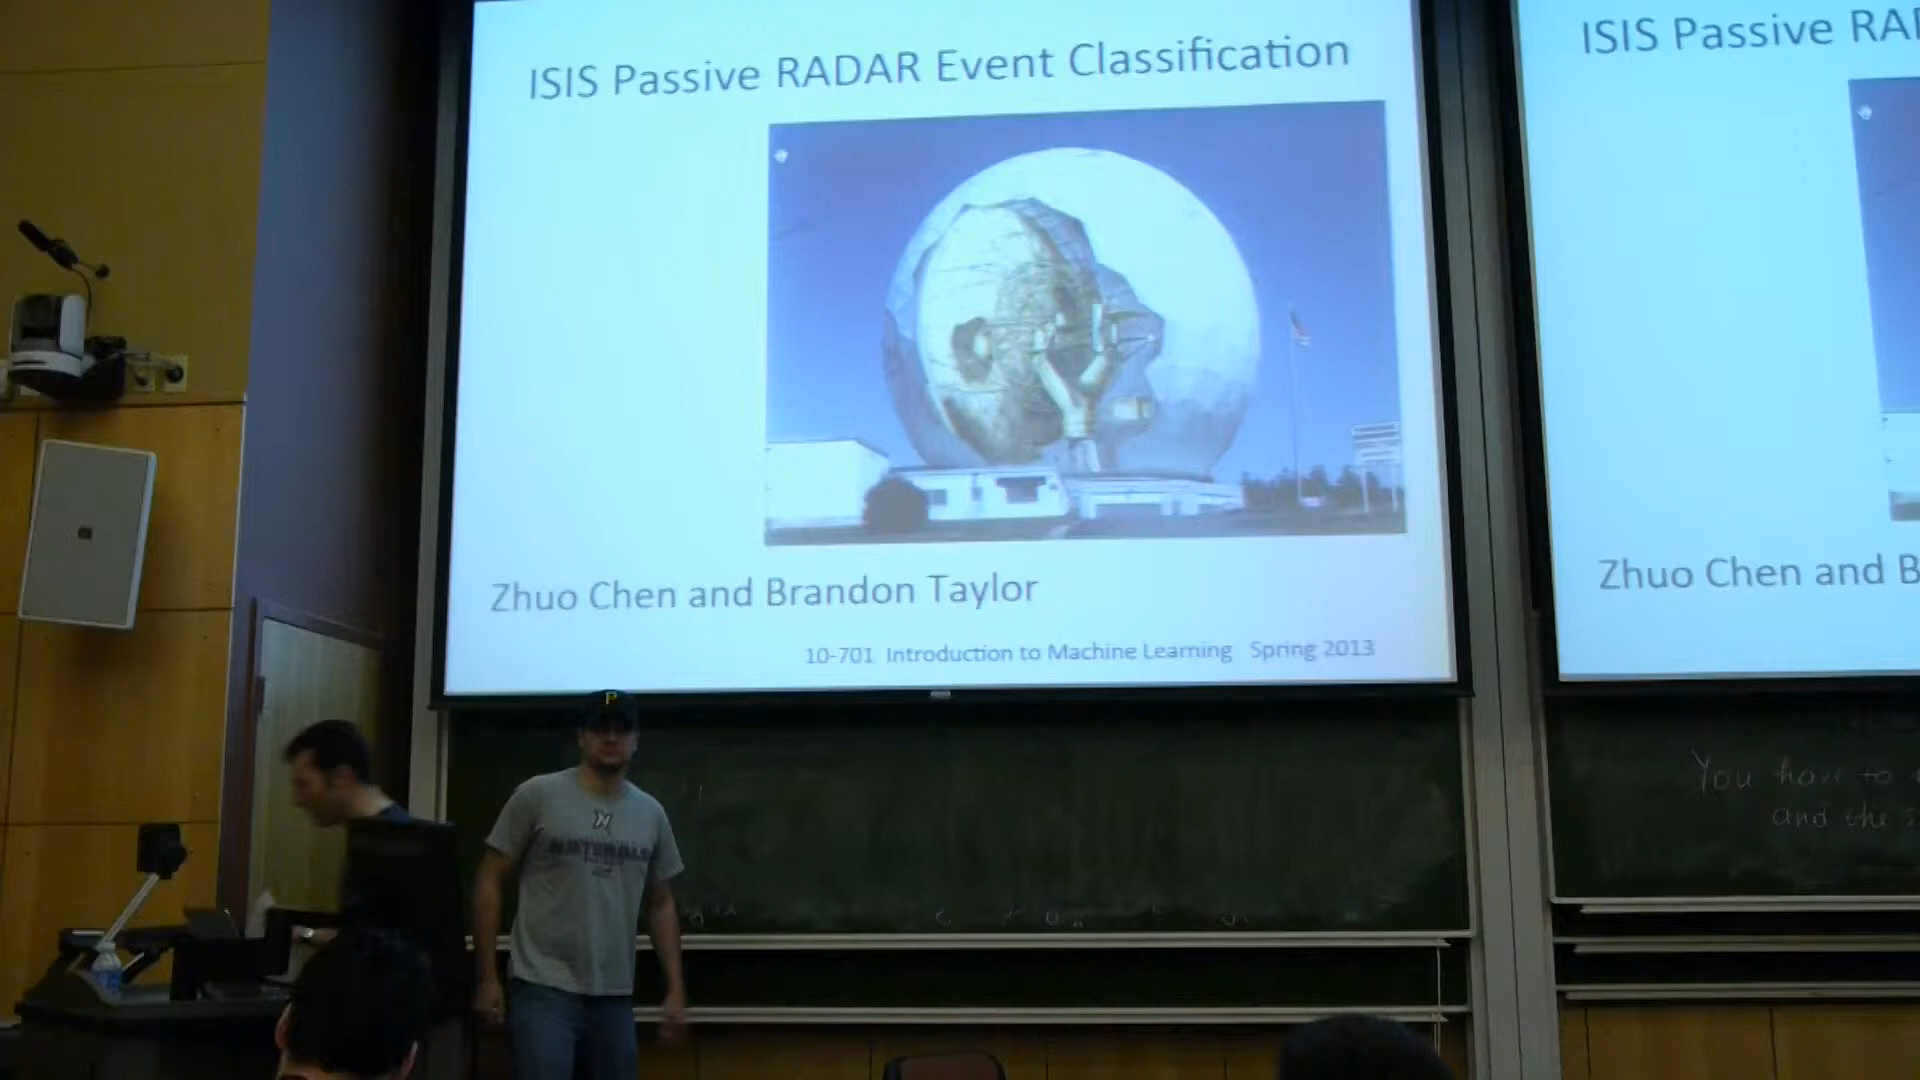 ISIS Passive RADAR Event Classification
Zhuo Chen and Brandon Taylor
10-701 Introduction to Machine Learning Spring 2013
ISIS Passive
Zhuo Chen and
You have to
and the
P
N